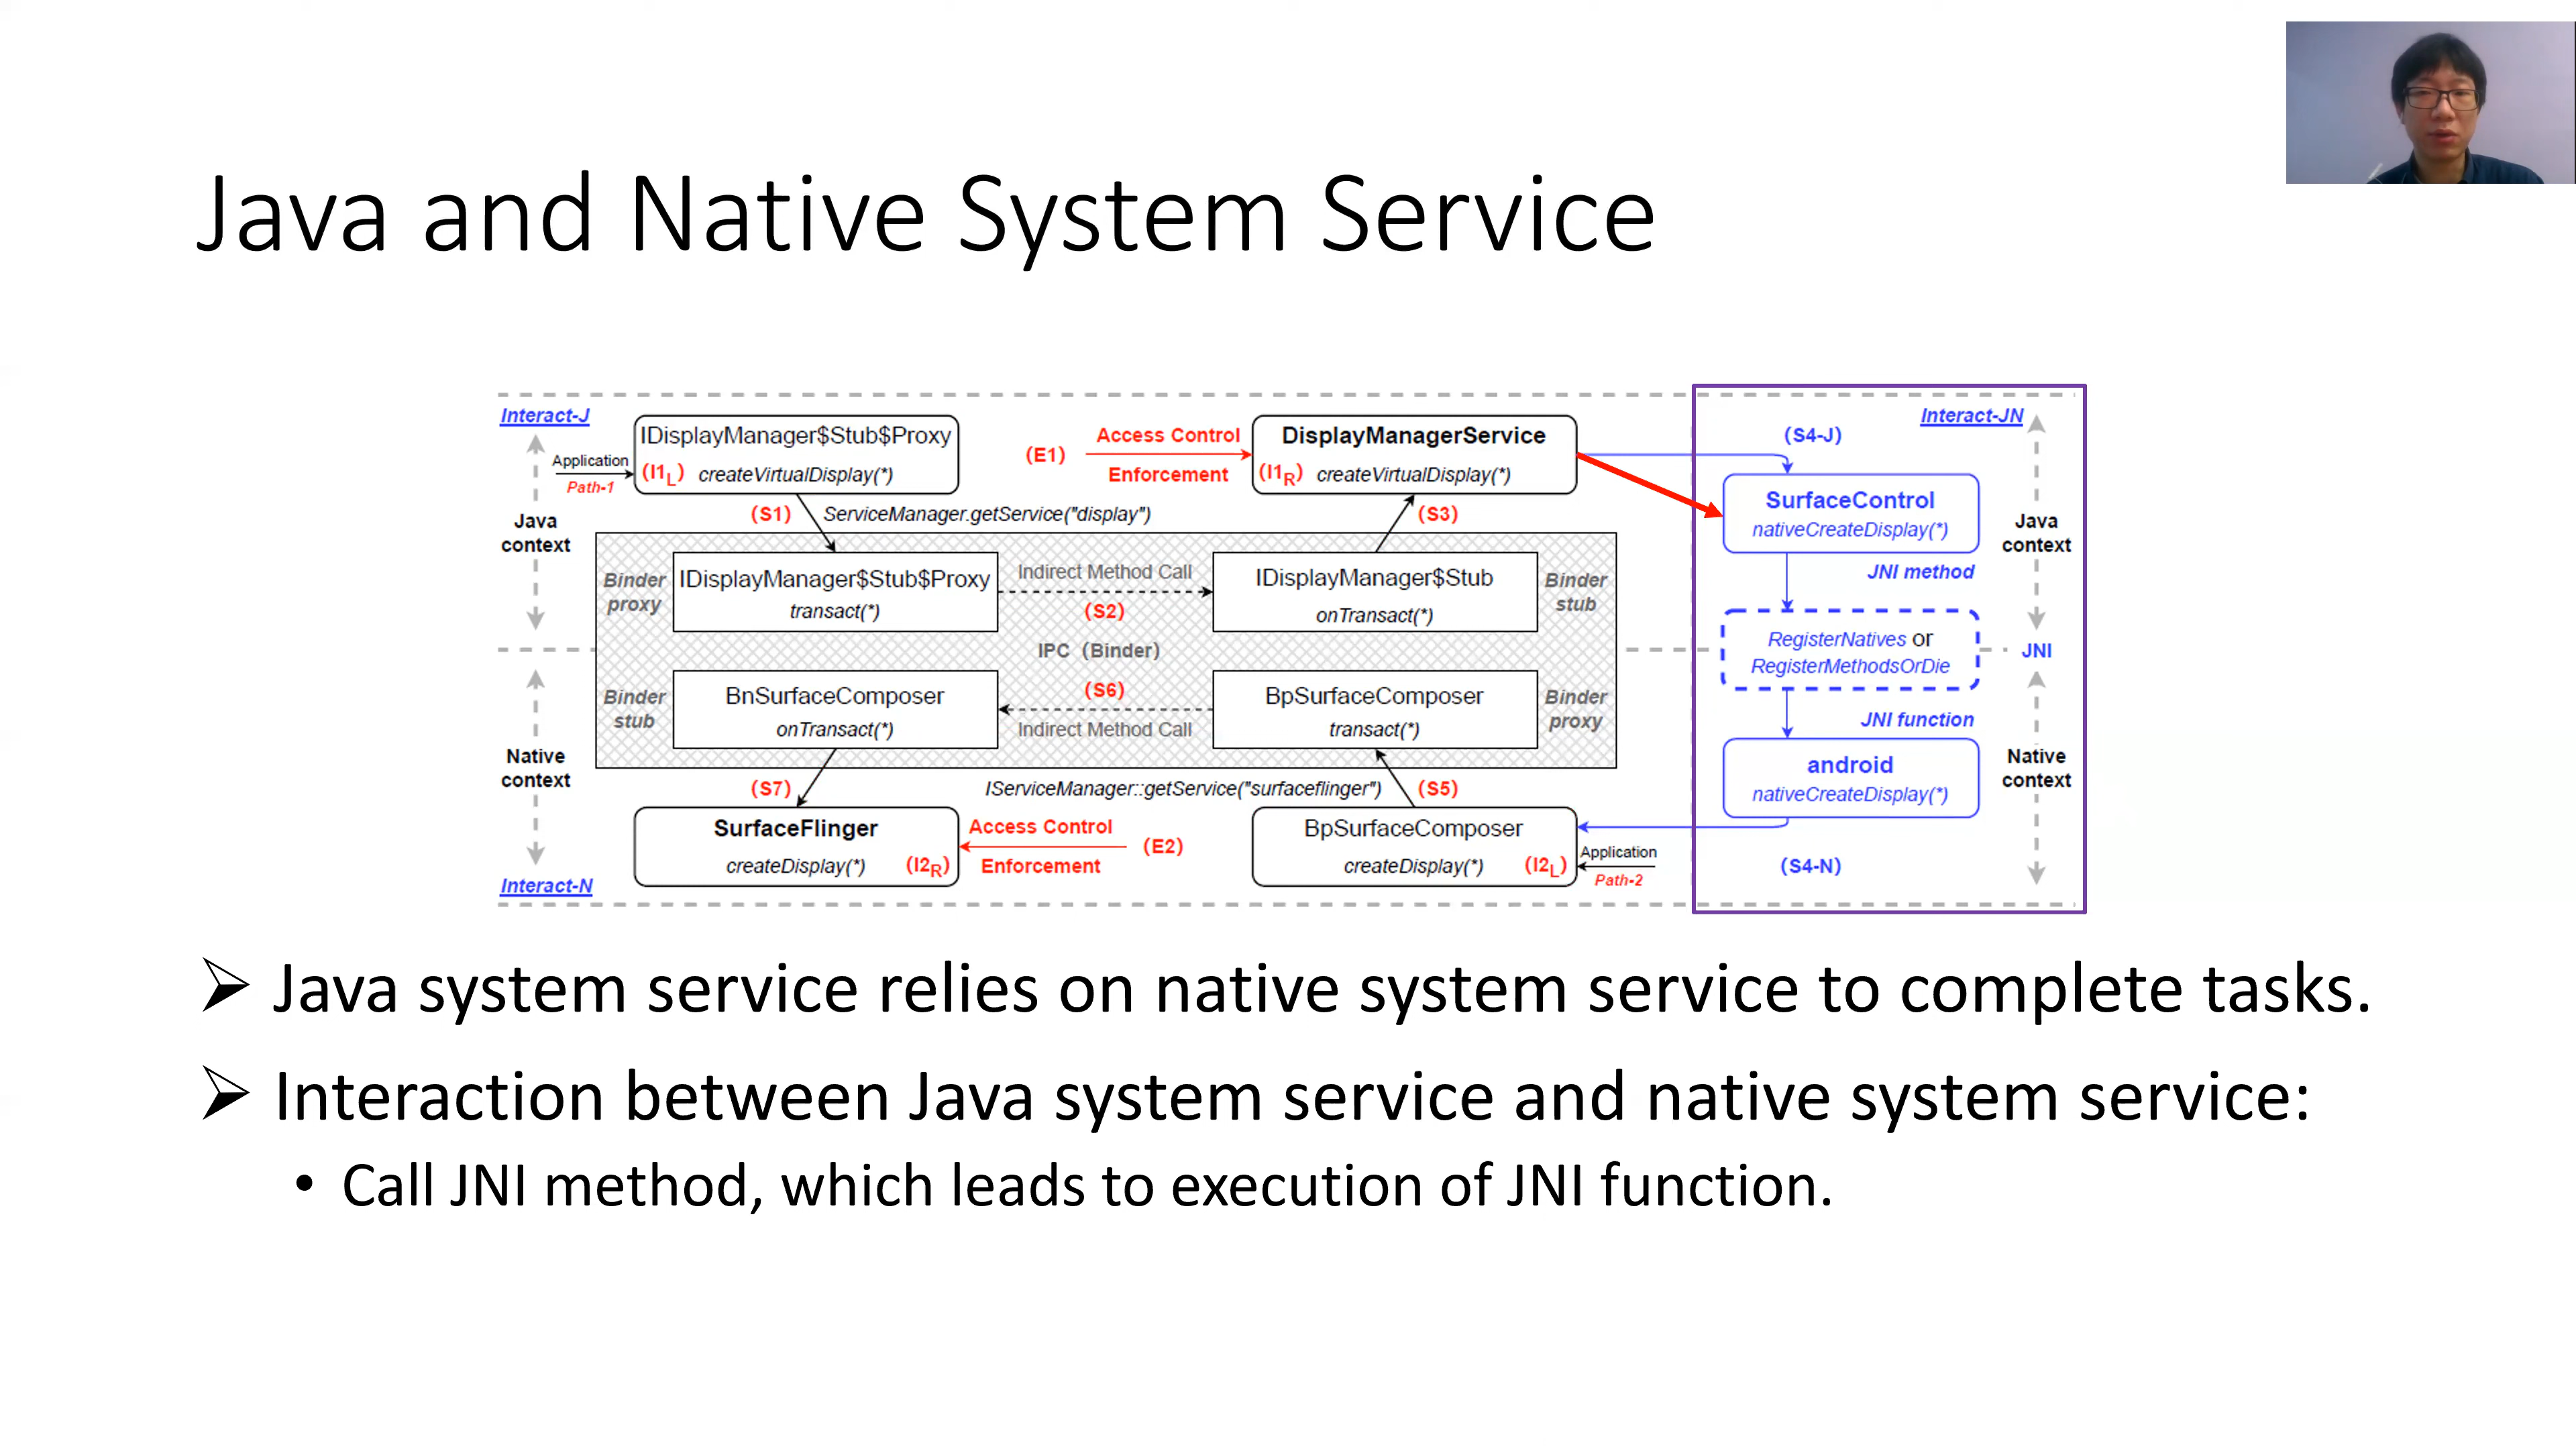 Java and Native System Service
Interact-J
IDisplayManager$Stub$Proxy
(I1L) createVirtualDisplay(*)
Application
Path-1
(E1)
Access Control
Enforcement
DisplayManagerService
(I1R) createVirtualDisplay(*)
(S4-J)
Interact-JN
SurfaceControl
nativeCreateDisplay(*)
Java
context
(S1)
ServiceManager.getService("display")
(S3)
Java
context
JNI method
Binder
proxy
IDisplayManager$Stub$Proxy
transact(*)
Indirect Method Call
(S2)
IDisplayManager$Stub
onTransact(*)
Binder
stub
IPC (Binder)
RegisterNatives or
RegisterMethodsOrDie
JNI
Binder
stub
BnSurfaceComposer
onTransact(*)
(S6)
Indirect Method Call
BpSurfaceComposer
transact(*)
Binder
proxy
JNI function
Native
context
(S7)
IServiceManager::getService("surfaceflinger")
(S5)
android
nativeCreateDisplay(*)
Native
context
SurfaceFlinger
createDisplay(*) (I2R)
Access Control
Enforcement
(E2)
BpSurfaceComposer
createDisplay(*) (I2L)
Application
Path-2
(S4-N)
Interact-N
➢ Java system service relies on native system service to complete tasks.
➢ Interaction between Java system service and native system service:
• Call JNI method, which leads to execution of JNI function.